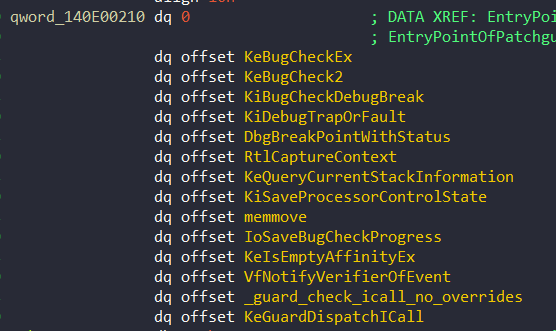 qword_140E00210 dq 0 ; DATA XREF: EntryPoi
; EntryPointOfPatchgu
dq offset KeBugCheckEx
dq offset KeBugCheck2
dq offset KiBugCheckDebugBreak
dq offset KiDebugTrapOrFault
dq offset DbgBreakPointWithStatus
dq offset RtlCaptureContext
dq offset KeQueryCurrentStackInformation
dq offset KiSaveProcessorControlState
dq offset memmove
dq offset IoSaveBugCheckProgress
dq offset KeIsEmptyAffinityEx
dq offset VfNotifyVerifierOfEvent
dq offset _guard_check_icall_no_overrides
dq offset KeGuardDispatchICall